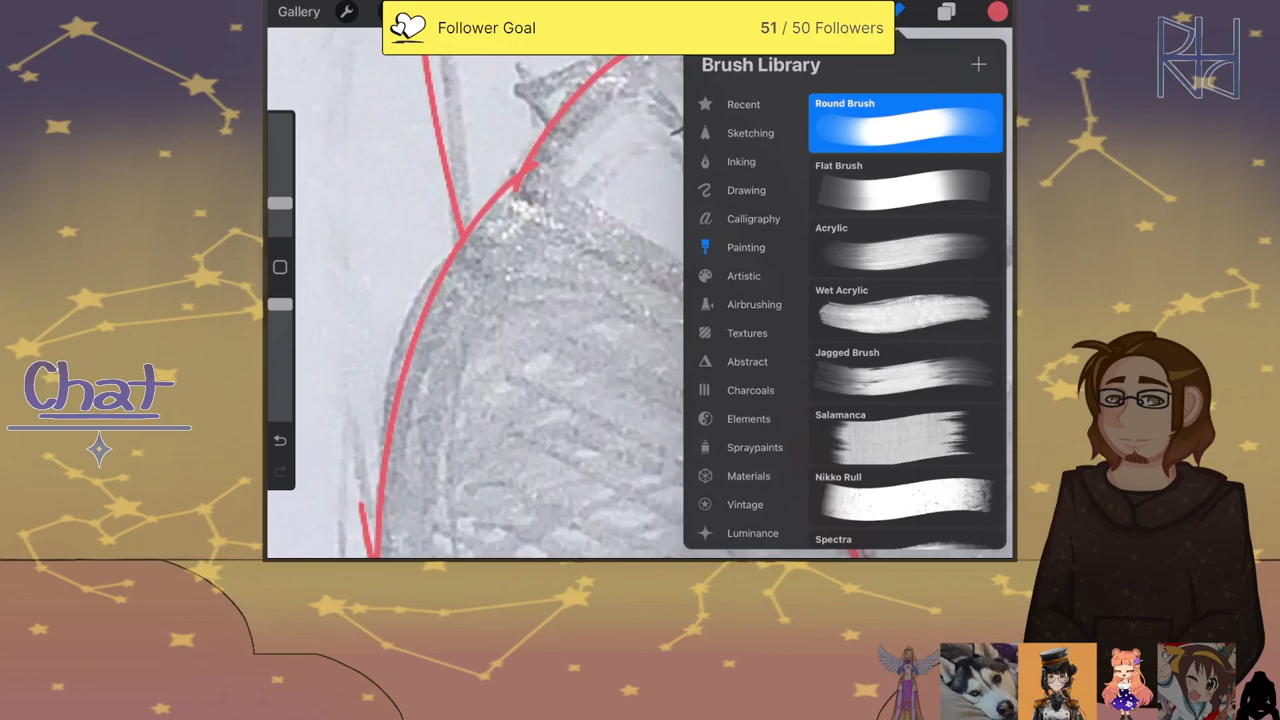 Gallery
Follower Goal 51 / 50 Followers
Brush Library
Recent
Sketching
Inking
Drawing
Calligraphy
Painting
Artistic
Airbrushing
Textures
Abstract
Charcoals
Elements
Spraypaints
Materials
Vintage
Luminance
Round Brush
Flat Brush
Acrylic
Wet Acrylic
Jagged Brush
Salamanca
Nikko Rull
Spectra
Chat